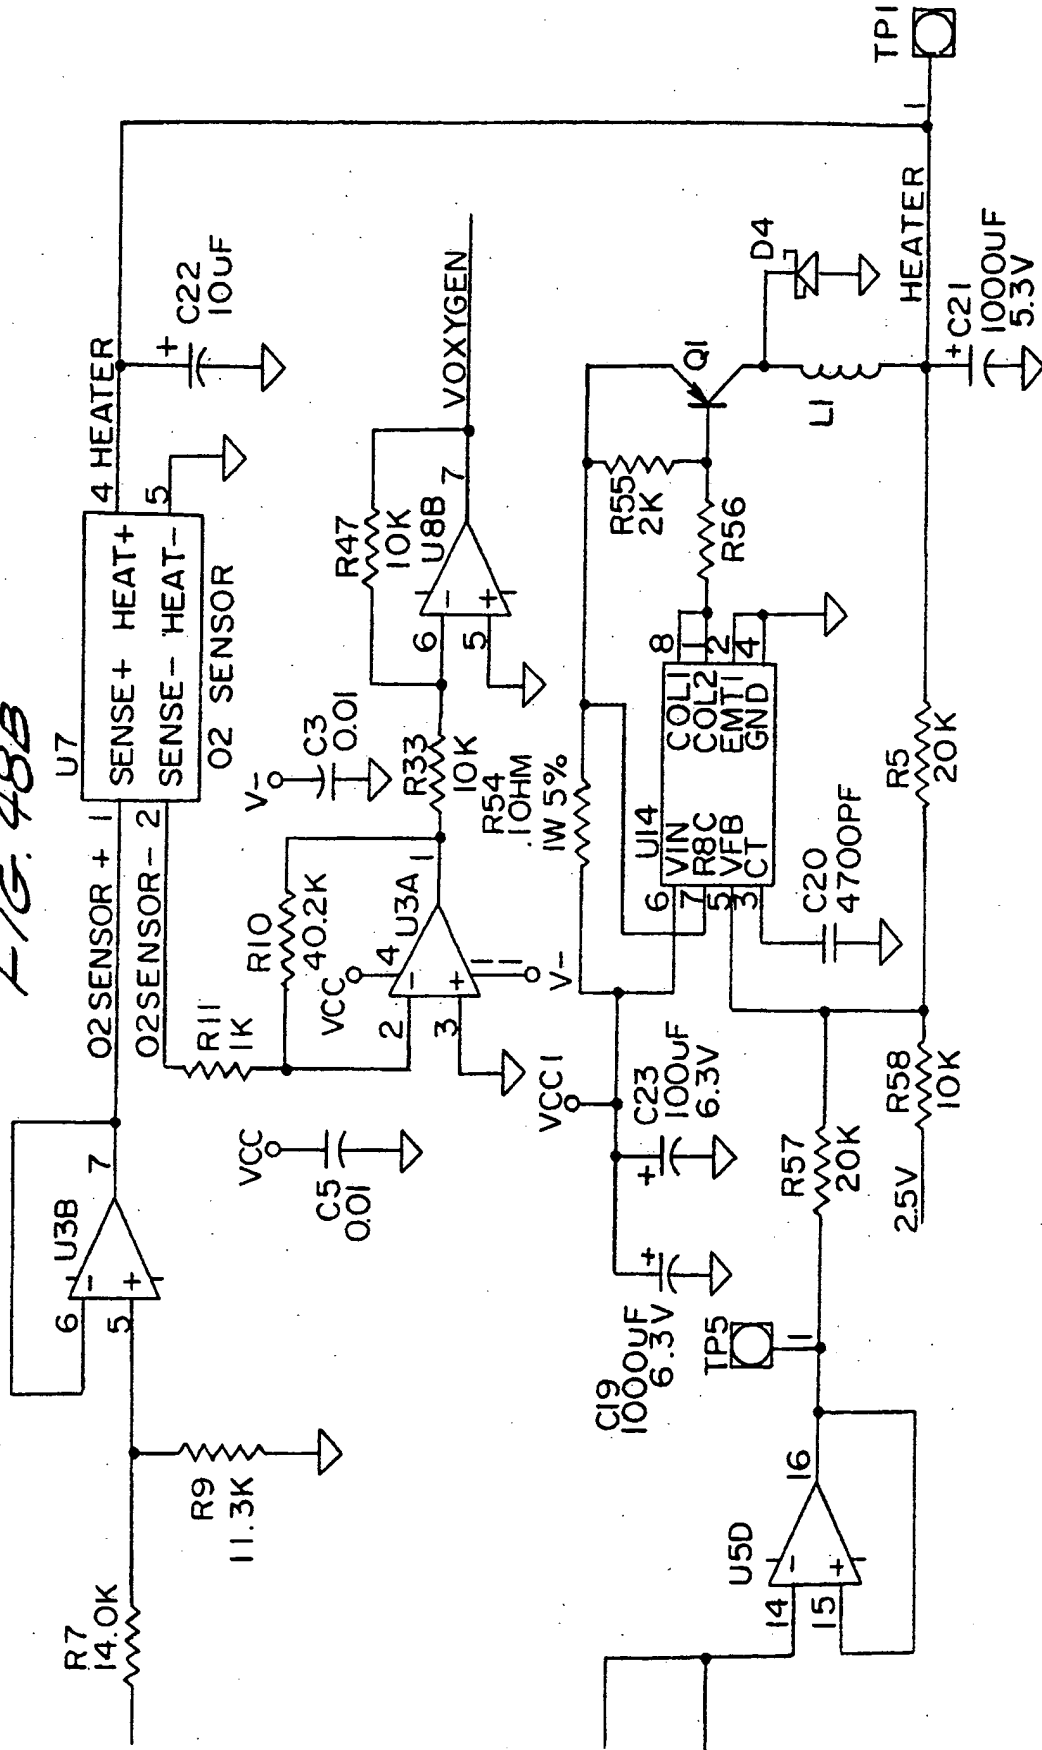 FIG. 48B
U7
SENSE+ HEAT+
SENSE- HEAT-
O2 SENSOR
O2SENSOR + 1
O2SENSOR- 2
4 HEATER
5
+
C22
10UF
HEATER
1
TP1
U3B
6
5
7
-
+
R7
14.0K
R9
11.3K
R11
1K
R10
40.2K
VCC
4
U3A
2
3
1
-
+
11
V-
VCC
C5
0.01
V-
C3
0.01
R33
10K
R47
10K
U8B
6
5
7
-
+
VOXYGEN
R54
.1OHM
1W 5%
VCC1
C23
100UF
6.3V
+
C19
1000UF
6.3V
+
U14
6 VIN
7 R8C
5 VFB
3 CT
COL1 8
COL2 1
EMT1 2
GND 4
C20
4700PF
R55
2K
R56
Q1
D4
L1
+
C21
1000UF
5.3V
R5
20K
R58
10K
2.5V
R57
20K
TP5
1
U5D
14
15
16
-
+